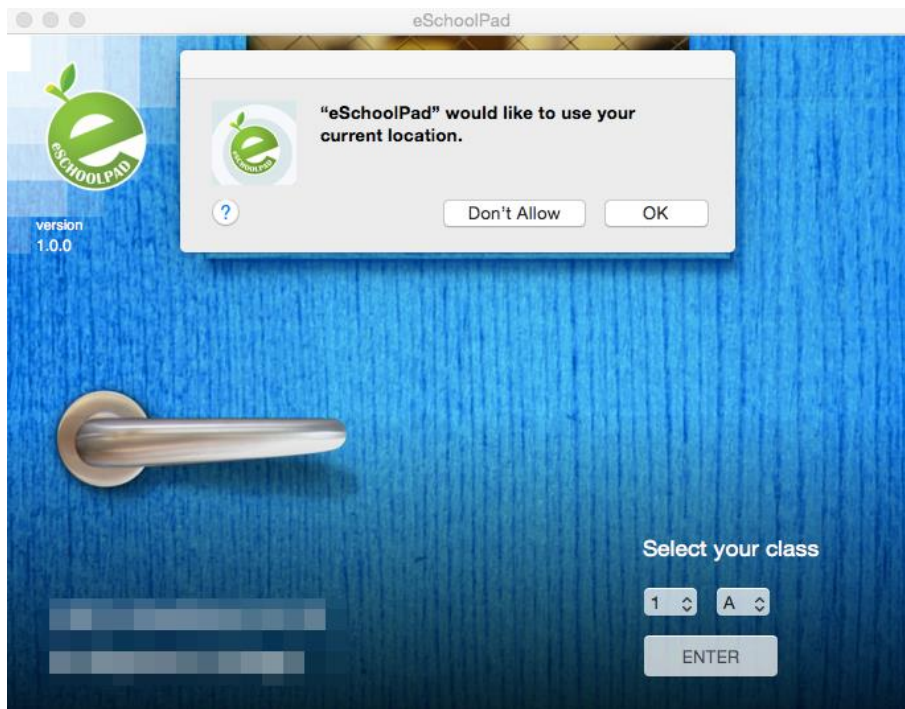 eSchoolPad
eSCHOOLPAD
version
1.0.0
“eSchoolPad” would like to use your
current location.
eSCHOOLPAD
?
Don't Allow
OK
Select your class
1
A
ENTER